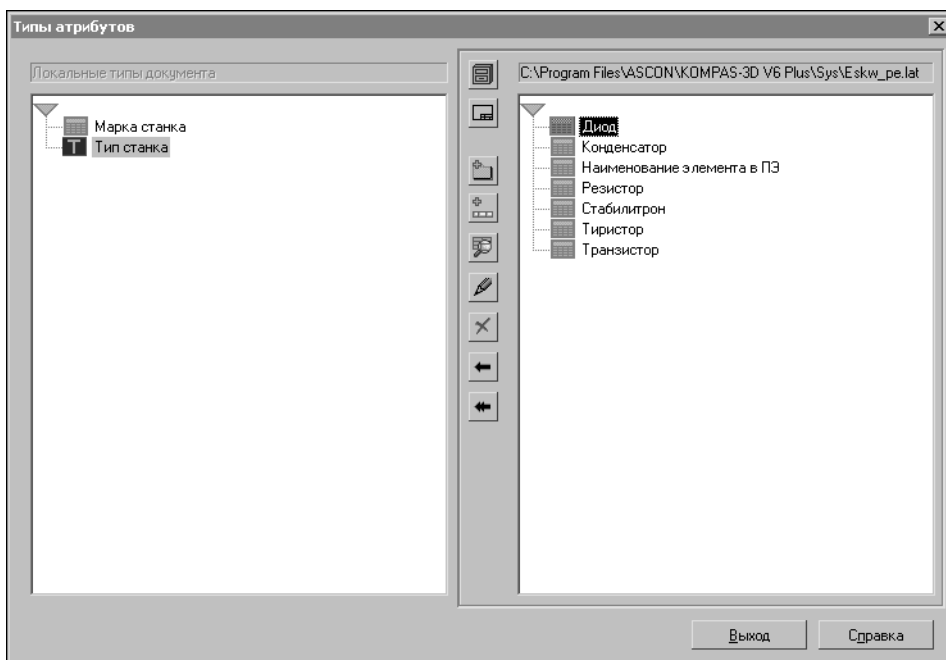 Типы атрибутов
Локальные типы документа
Марка станка
Тип станка
C:\Program Files\ASCON\KOMPAS-3D V6 Plus\Sys\Eskw_pe.lat
Диод
Конденсатор
Наименование элемента в ПЭ
Резистор
Стабилитрон
Тиристор
Транзистор
Выход
Справка